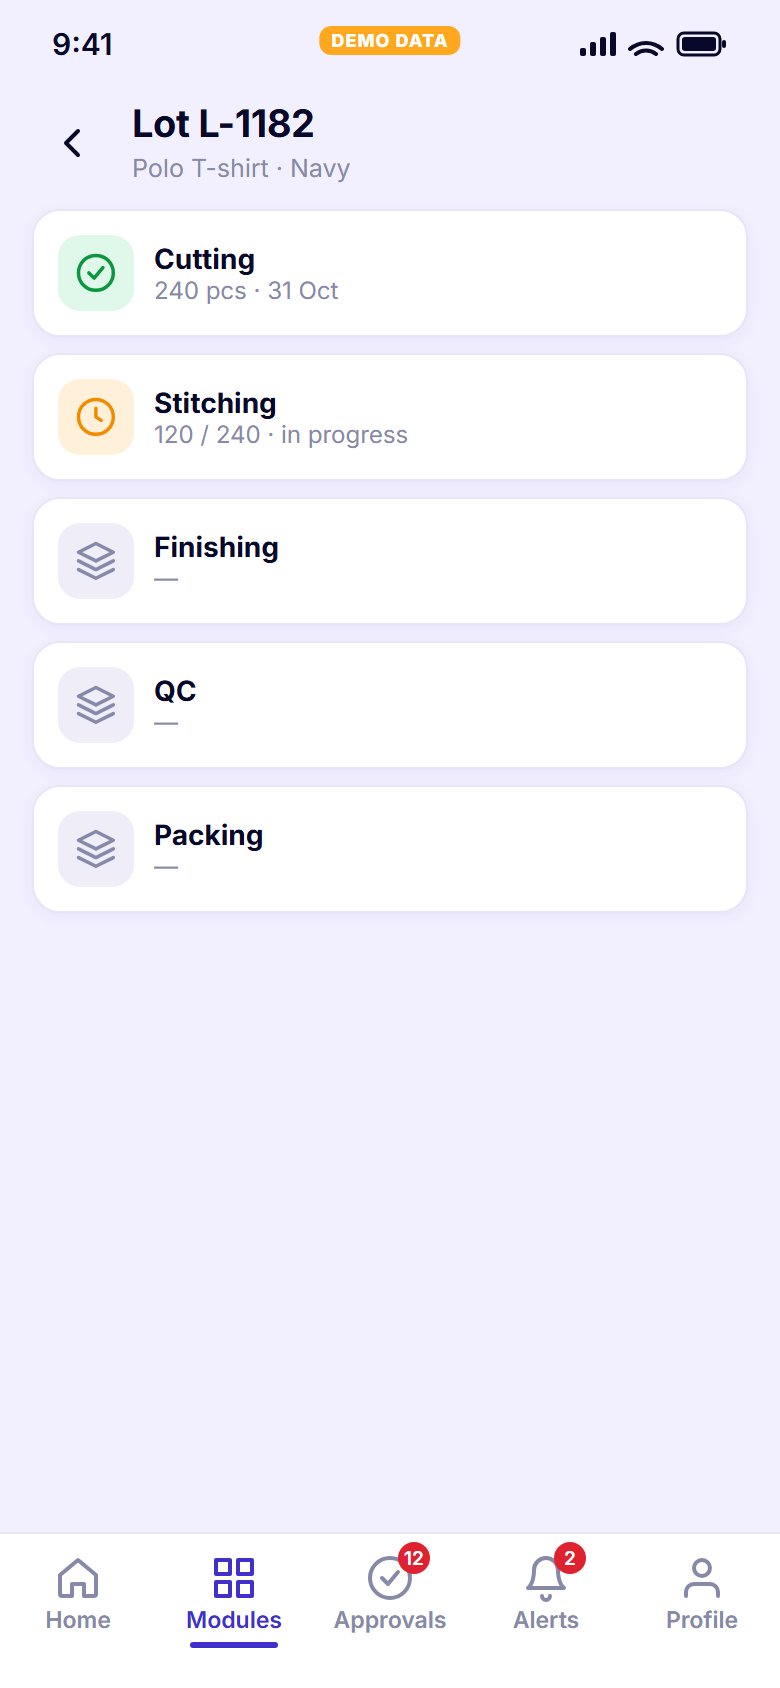 9:41
DEMO DATA
Lot L-1182
Polo T-shirt · Navy
Cutting
240 pcs · 31 Oct
Stitching
120 / 240 · in progress
Finishing
—
QC
—
Packing
—
12
2
Home
Modules
Approvals
Alerts
Profile